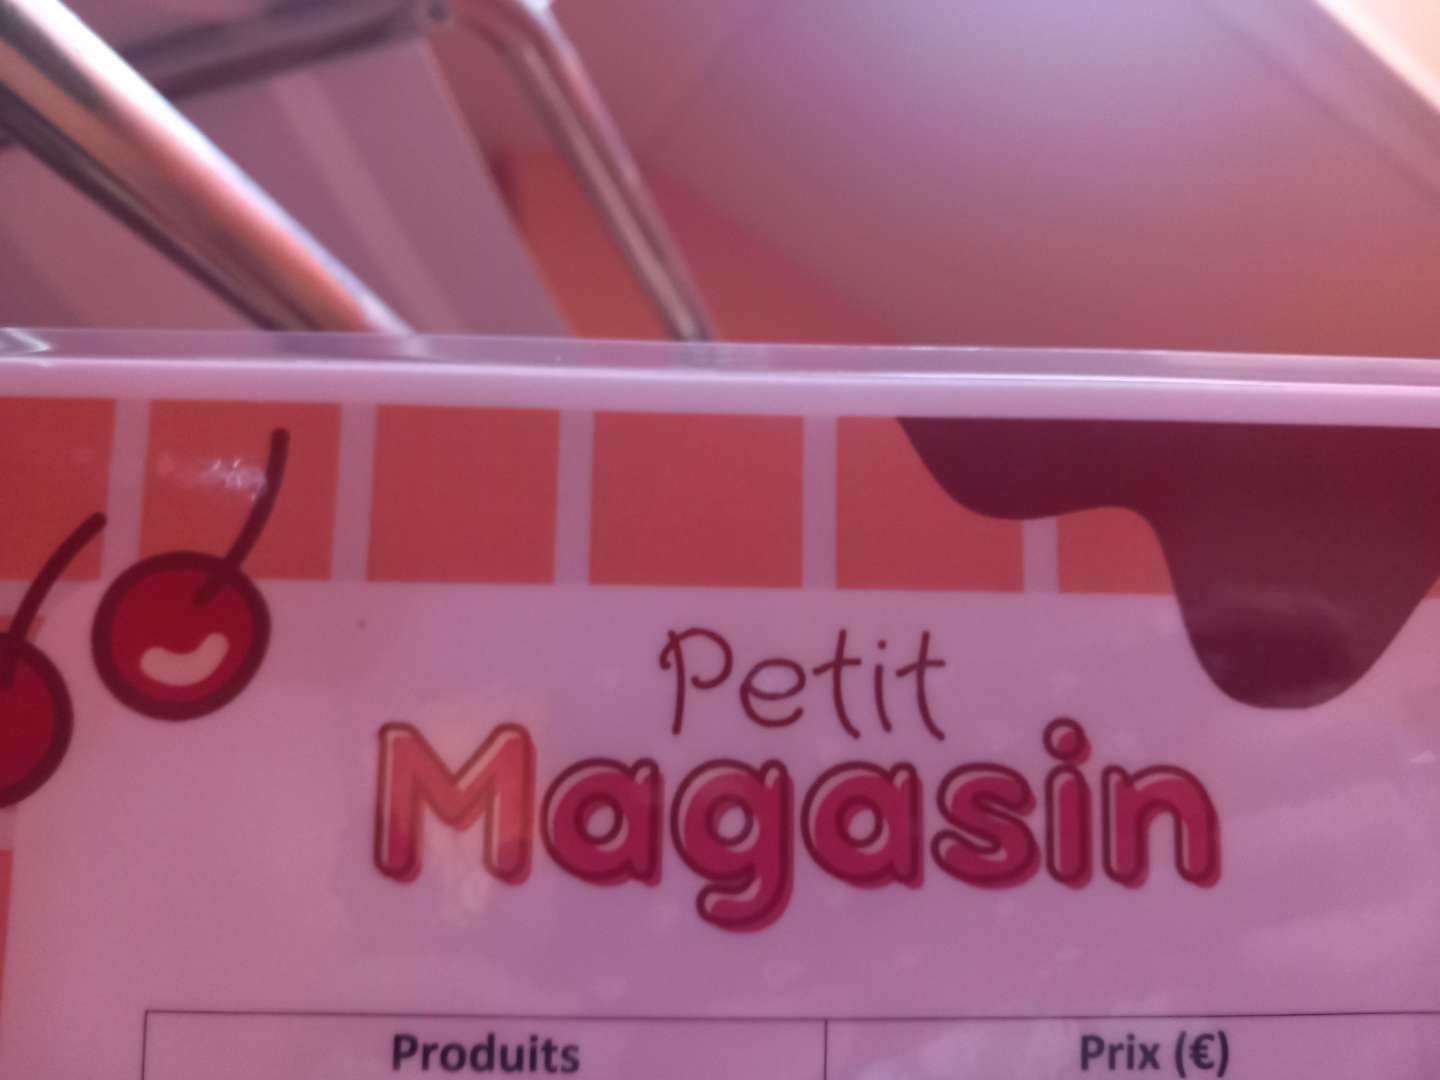 Petit
Magasin
Produits
Prix (€)